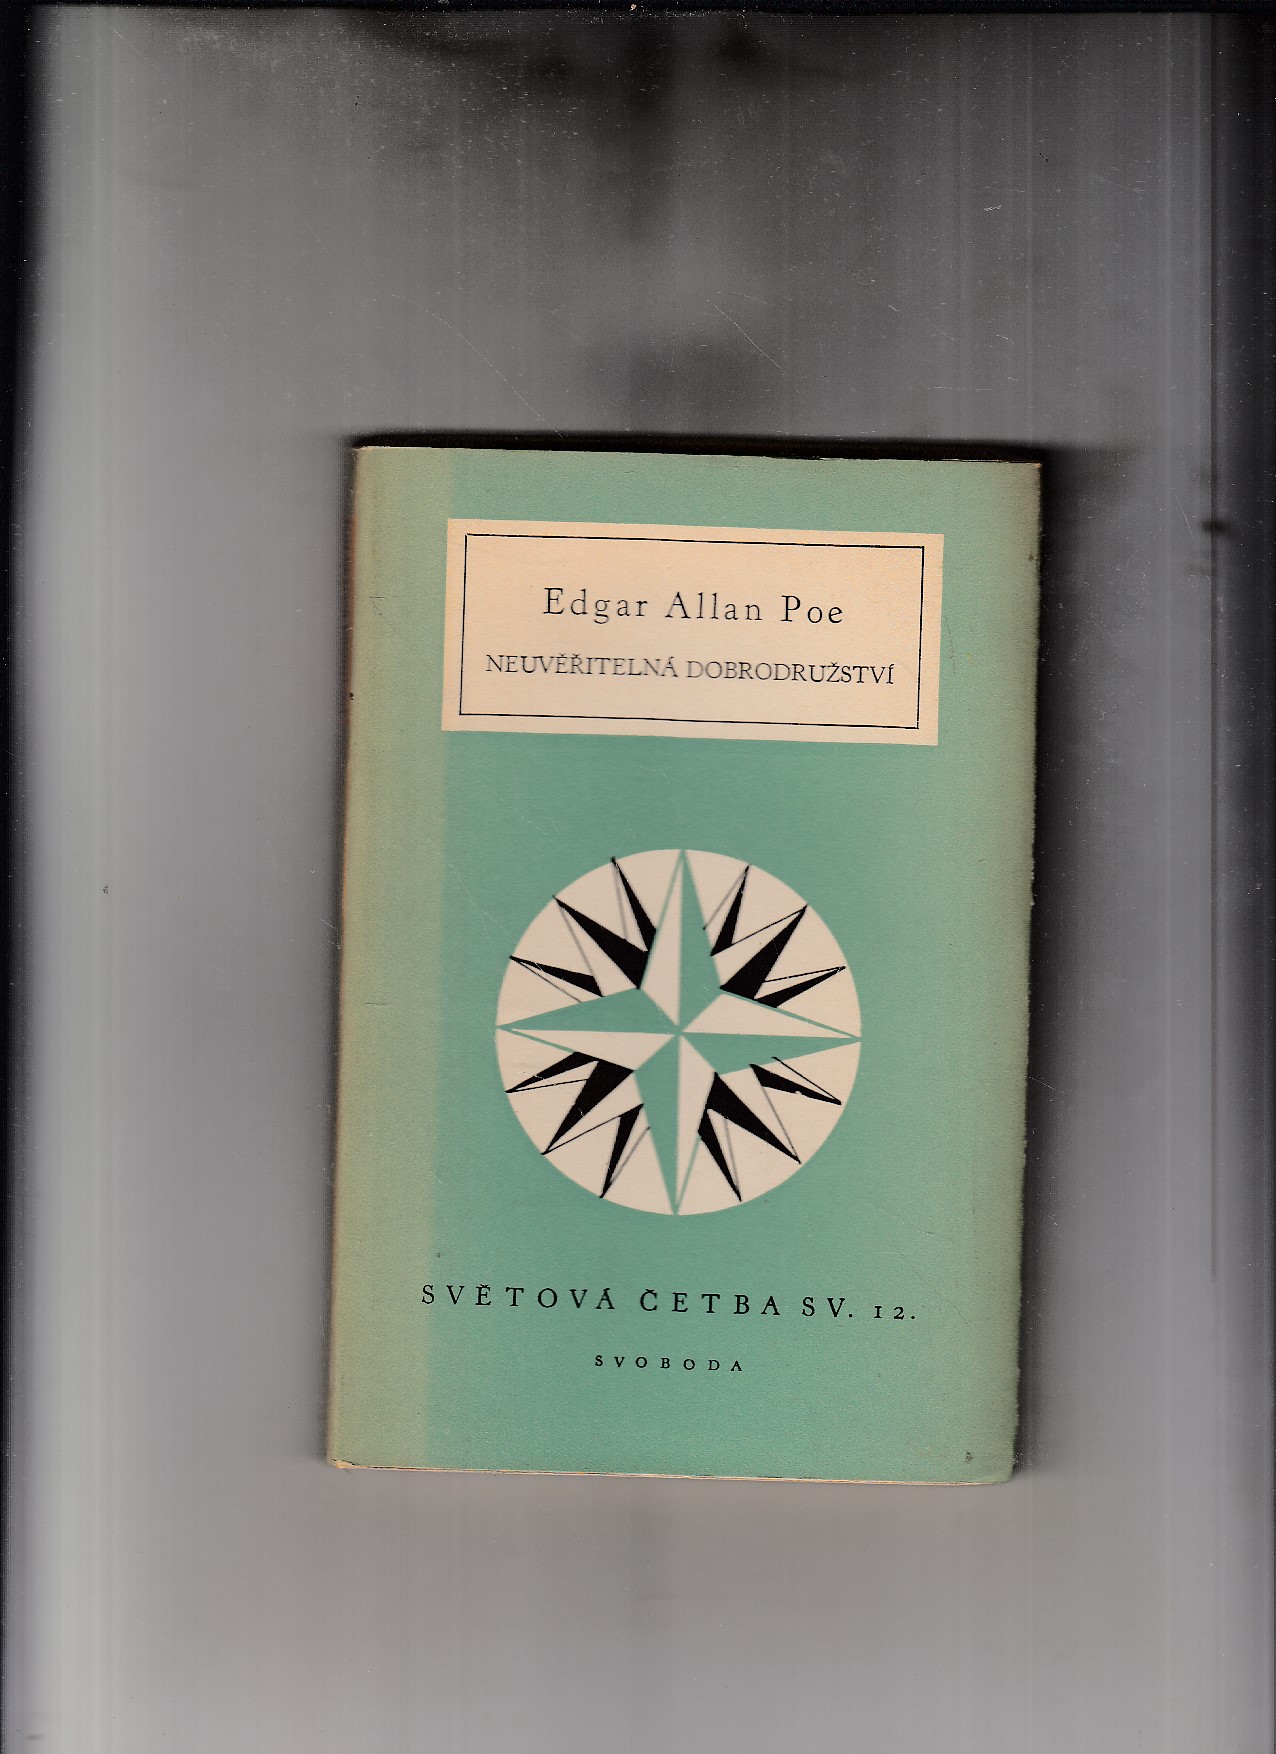 Edgar Allan Poe
NEUVĚŘITELNÁ DOBRODRUŽSTVÍ
SVĚTOVÁ ČETBA SV. 12.
SVOBODA